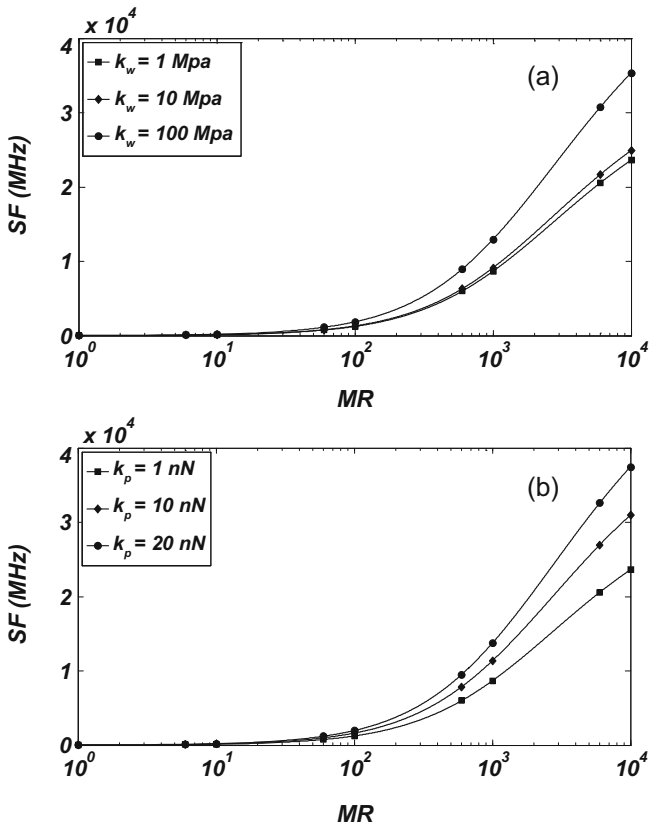 x 10^4
4
3
2
1
0
SF (MHz)
k_w = 1 Mpa
k_w = 10 Mpa
k_w = 100 Mpa
(a)
10^0
10^1
10^2
10^3
10^4
MR
x 10^4
4
3
2
1
0
SF (MHz)
k_p = 1 nN
k_p = 10 nN
k_p = 20 nN
(b)
10^0
10^1
10^2
10^3
10^4
MR